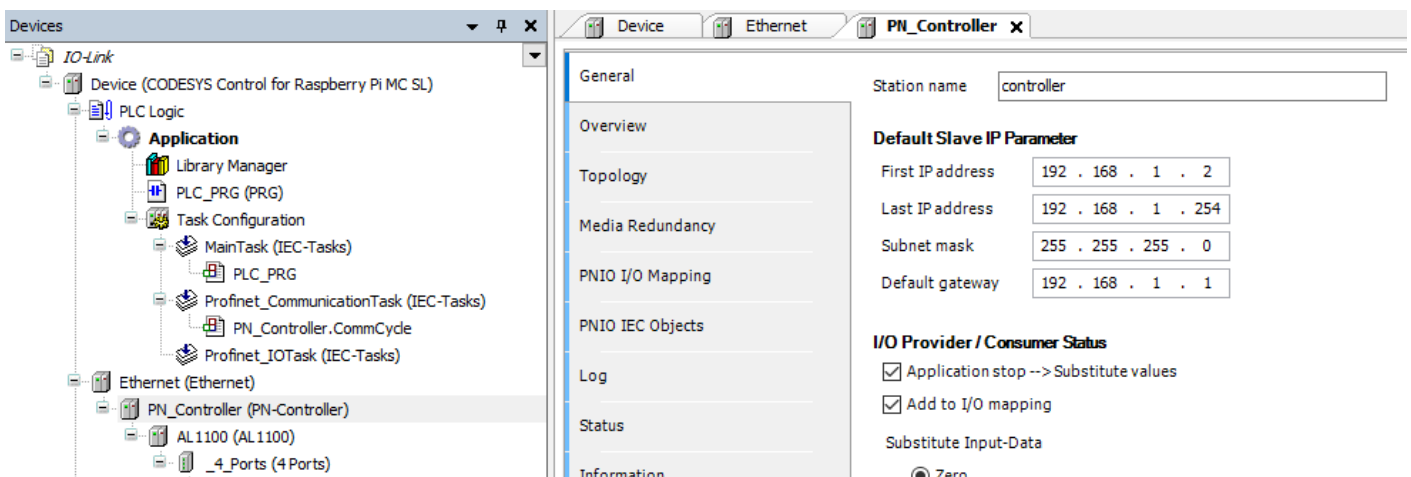 Devices
IO-Link
Device (CODESYS Control for Raspberry Pi MC SL)
PLC Logic
Application
Library Manager
PLC_PRG (PRG)
Task Configuration
MainTask (IEC-Tasks)
PLC_PRG
Profinet_CommunicationTask (IEC-Tasks)
PN_Controller.CommCycle
Profinet_IOTask (IEC-Tasks)
Ethernet (Ethernet)
PN_Controller (PN-Controller)
AL1100 (AL1100)
_4_Ports (4 Ports)
Device
Ethernet
PN_Controller
General
Overview
Topology
Media Redundancy
PNIO I/O Mapping
PNIO IEC Objects
Log
Status
Information
Station name controller
Default Slave IP Parameter
First IP address 192 . 168 . 1 . 2
Last IP address 192 . 168 . 1 . 254
Subnet mask 255 . 255 . 255 . 0
Default gateway 192 . 168 . 1 . 1
I/O Provider / Consumer Status
Application stop --> Substitute values
Add to I/O mapping
Substitute Input-Data
Zero